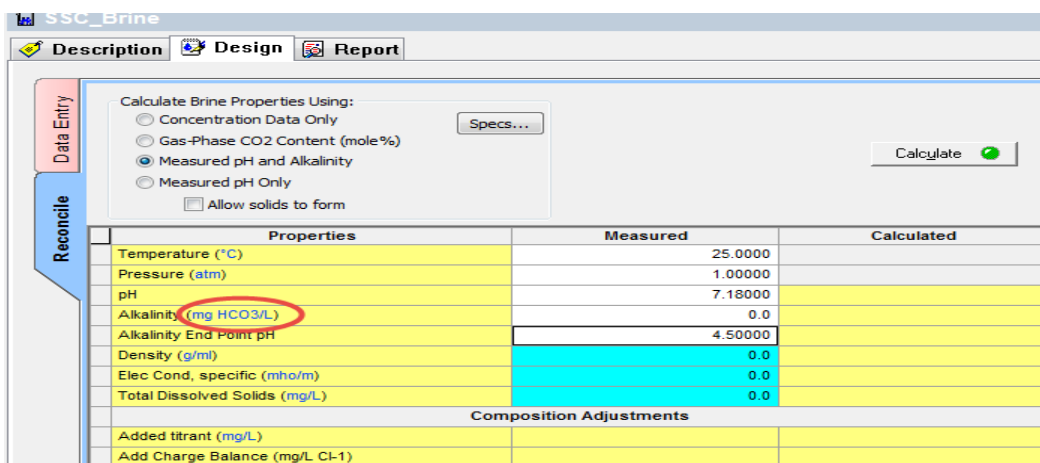 SSC_Brine
Description Design Report
Data Entry
Reconcile
Calculate Brine Properties Using:
Concentration Data Only
Specs...
Gas-Phase CO2 Content (mole%)
Measured pH and Alkalinity
Calculate
Measured pH Only
Allow solids to form
Properties Measured Calculated
Temperature (°C) 25.0000
Pressure (atm) 1.00000
pH 7.18000
Alkalinity (mg HCO3/L) 0.0
Alkalinity End Point pH 4.50000
Density (g/ml) 0.0
Elec Cond, specific (mho/m) 0.0
Total Dissolved Solids (mg/L) 0.0
Composition Adjustments
Added titrant (mg/L)
Add Charge Balance (mg/L Cl-1)